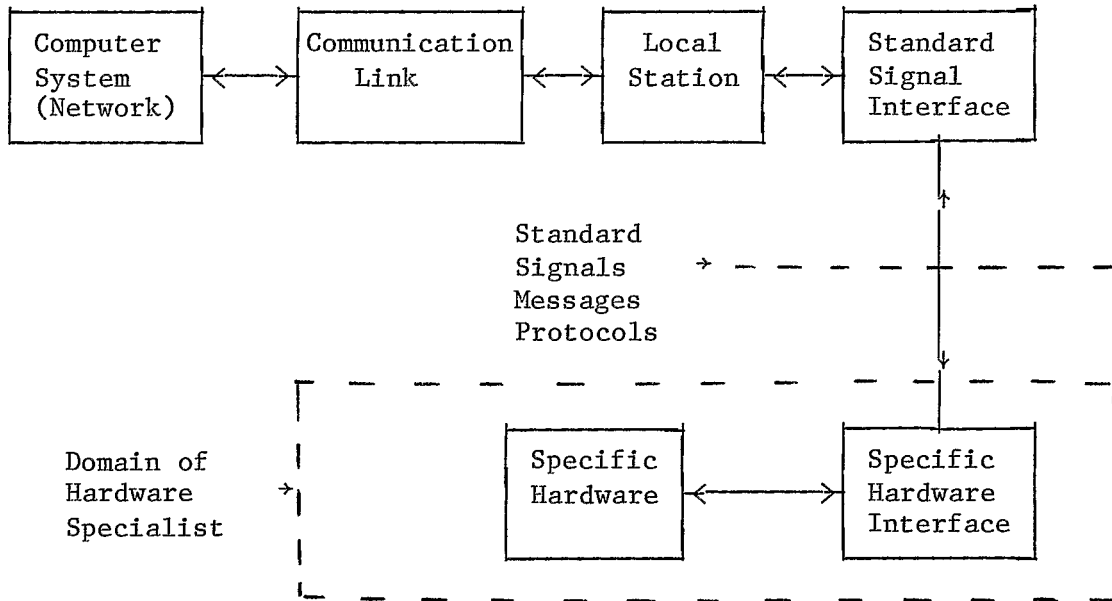 Computer
System
(Network)
Communication
Link
Local
Station
Standard
Signal
Interface
Standard
Signals
Messages
Protocols
Domain of
Hardware
Specialist
Specific
Hardware
Specific
Hardware
Interface